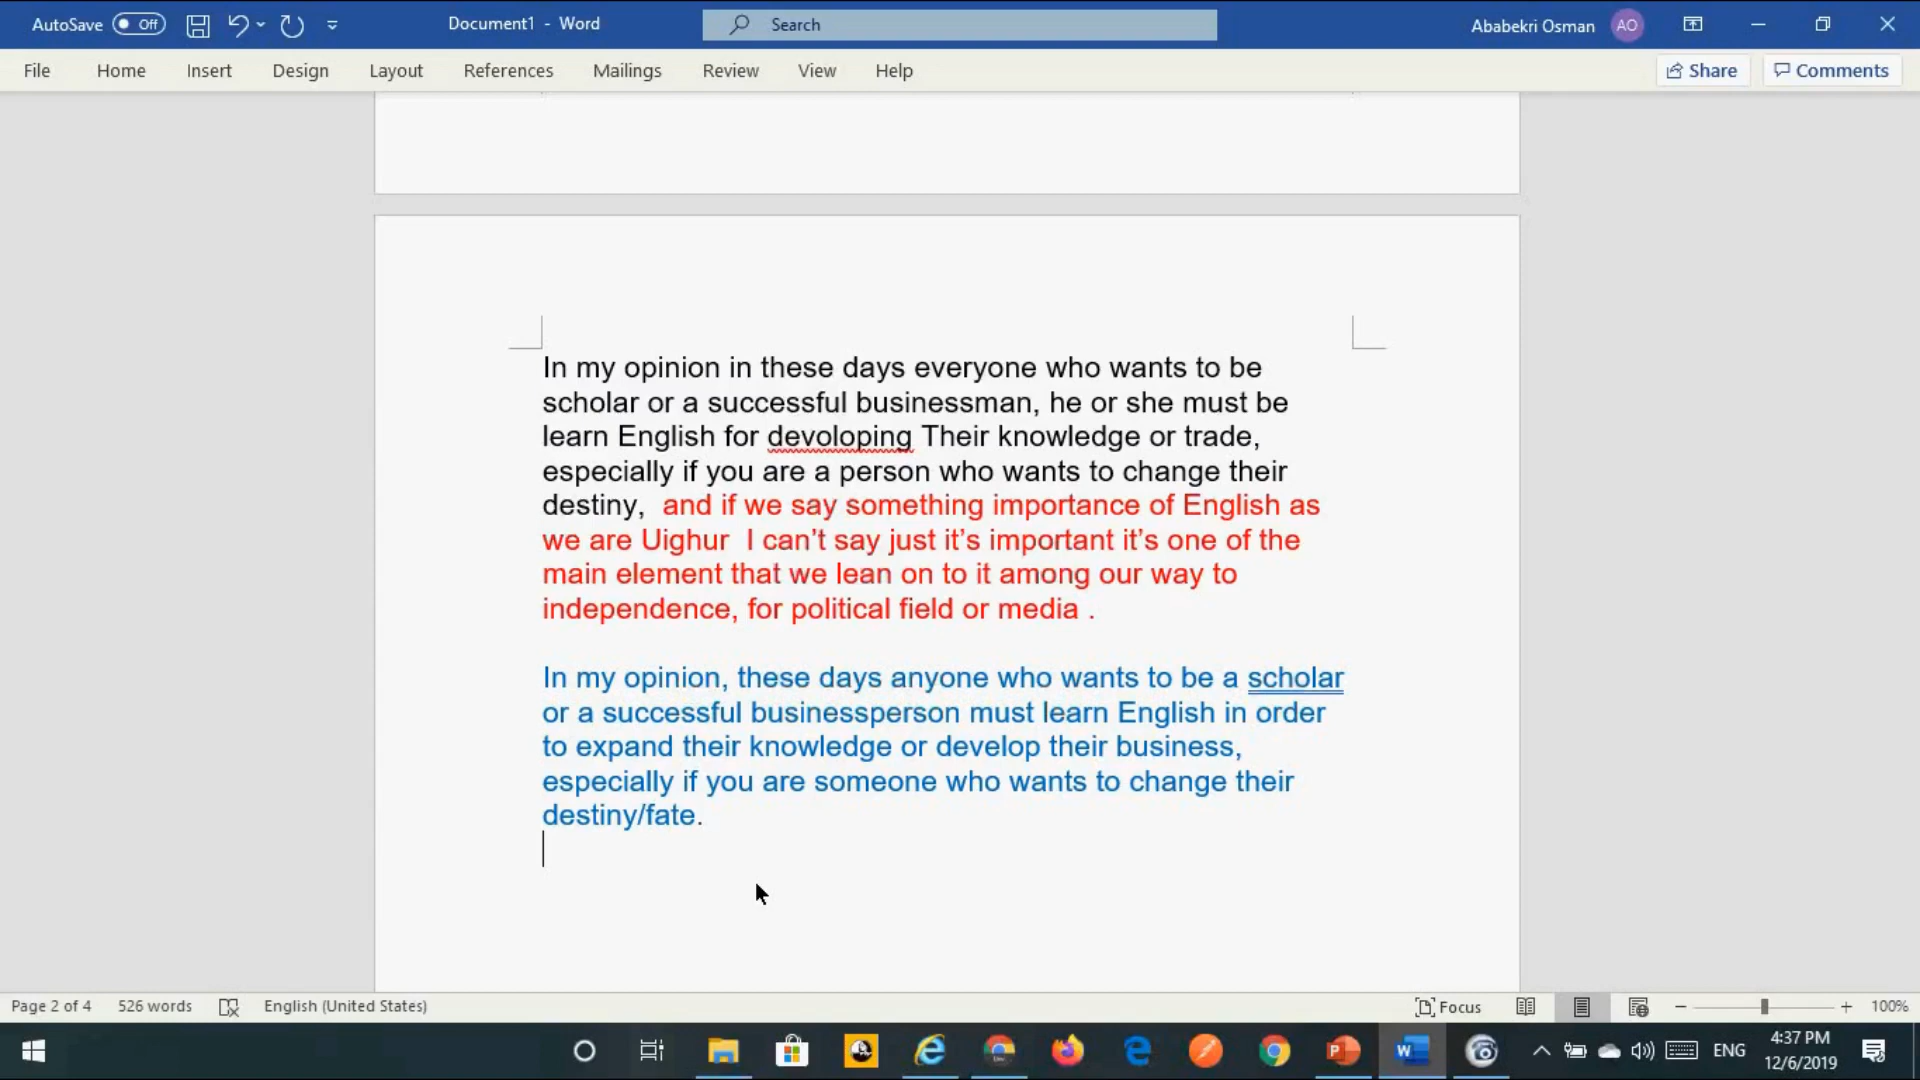 AutoSave Off Document1 - Word Search Ababekri Osman AO
File Home Insert Design Layout References Mailings Review View Help Share Comments
In my opinion in these days everyone who wants to be
scholar or a successful businessman, he or she must be
learn English for devoloping Their knowledge or trade,
especially if you are a person who wants to change their
destiny, and if we say something importance of English as
we are Uighur I can't say just it's important it's one of the
main element that we lean on to it among our way to
independence, for political field or media .
In my opinion, these days anyone who wants to be a scholar
or a successful businessperson must learn English in order
to expand their knowledge or develop their business,
especially if you are someone who wants to change their
destiny/fate.
Page 2 of 4 526 words English (United States) Focus 100%
ENG 4:37 PM
12/6/2019